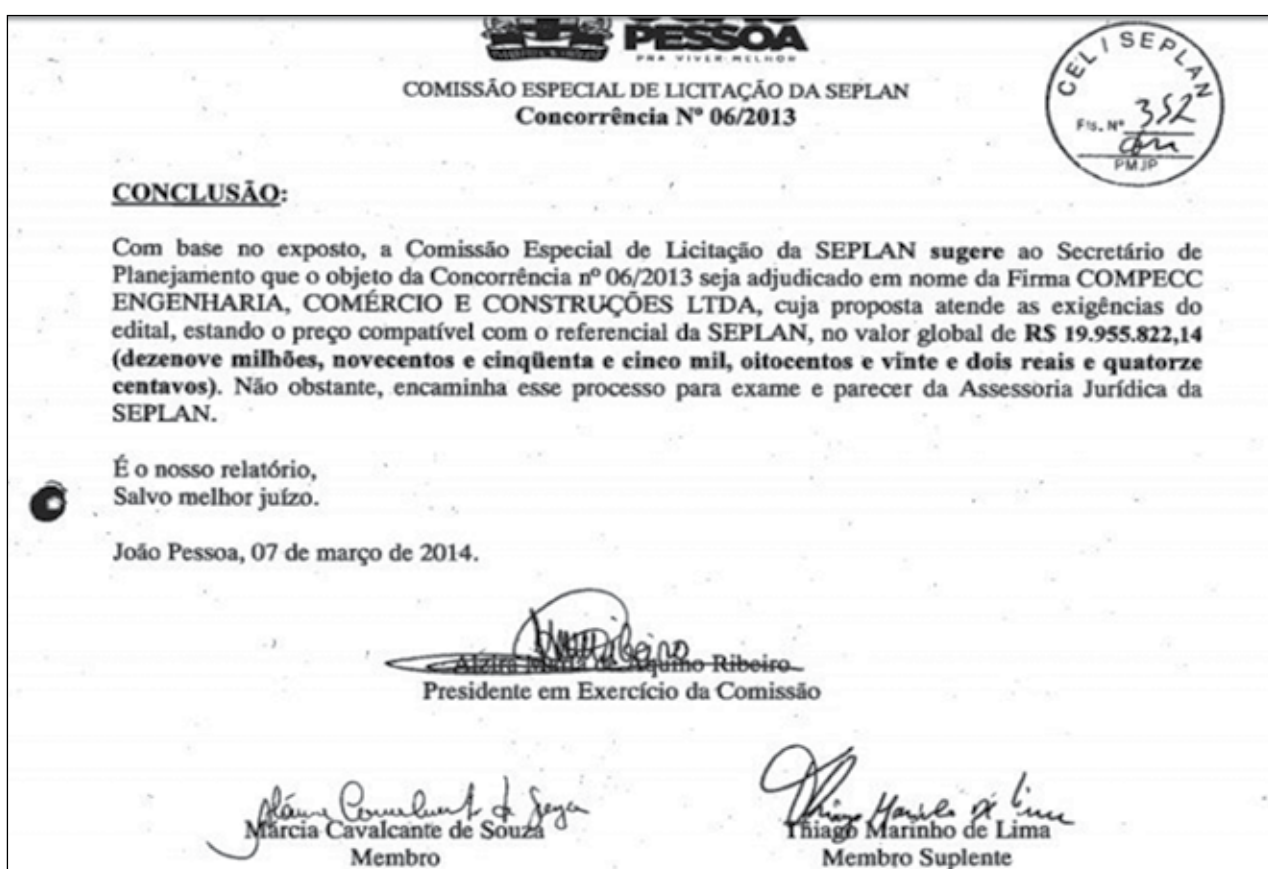 PESSOA
PRA VIVER MELHOR
COMISSÃO ESPECIAL DE LICITAÇÃO DA SEPLAN
Concorrência Nº 06/2013
CEL / SEPLAN
Fls. Nº 352
PMJP
CONCLUSÃO:
Com base no exposto, a Comissão Especial de Licitação da SEPLAN sugere ao Secretário de
Planejamento que o objeto da Concorrência nº 06/2013 seja adjudicado em nome da Firma COMPECC
ENGENHARIA, COMÉRCIO E CONSTRUÇÕES LTDA, cuja proposta atende as exigências do
edital, estando o preço compatível com o referencial da SEPLAN, no valor global de R$ 19.955.822,14
(dezenove milhões, novecentos e cinqüenta e cinco mil, oitocentos e vinte e dois reais e quatorze
centavos). Não obstante, encaminha esse processo para exame e parecer da Assessoria Jurídica da
SEPLAN.
É o nosso relatório,
Salvo melhor juízo.
João Pessoa, 07 de março de 2014.
Alzira Maria de Aquino Ribeiro
Presidente em Exercício da Comissão
Márcia Cavalcante de Souza
Membro
Thiago Marinho de Lima
Membro Suplente